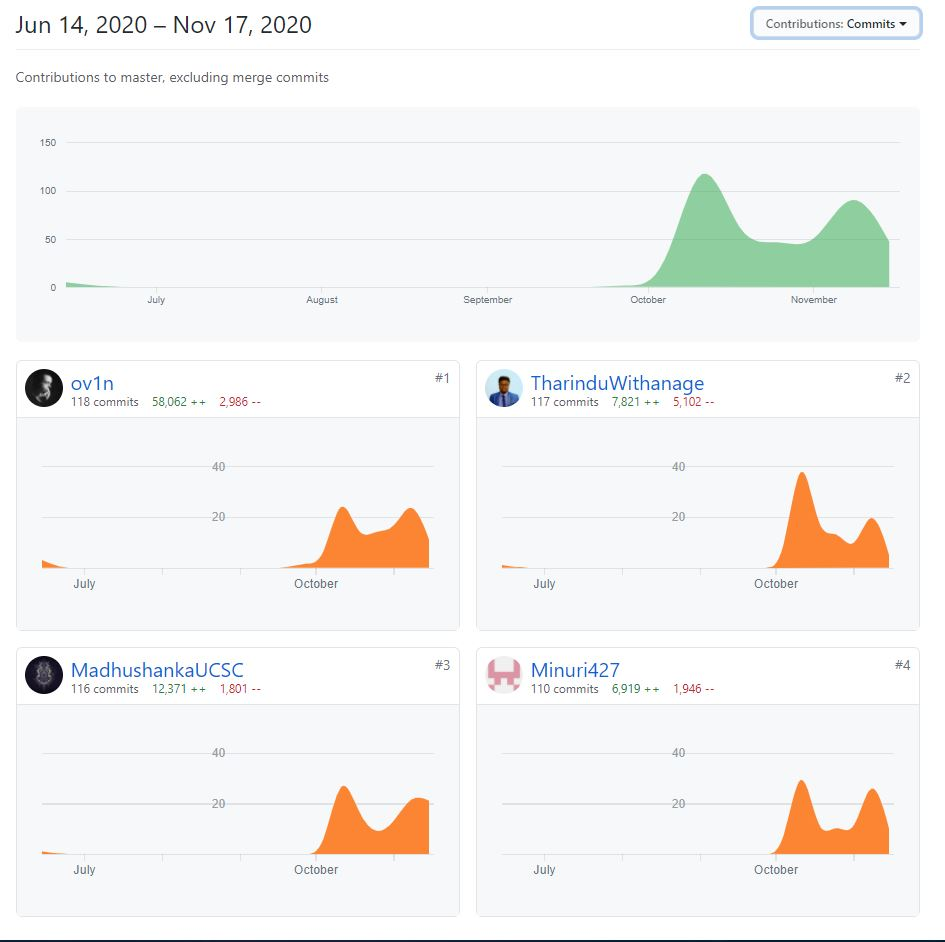 Jun 14, 2020 – Nov 17, 2020
Contributions: Commits
Contributions to master, excluding merge commits
150
100
50
0
July August September October November
ov1n #1
118 commits 58,062 ++ 2,986 --
40
20
July October
TharinduWithanage #2
117 commits 7,821 ++ 5,102 --
40
20
July October
MadhushankaUCSC #3
116 commits 12,371 ++ 1,801 --
40
20
July October
Minuri427 #4
110 commits 6,919 ++ 1,946 --
40
20
July October